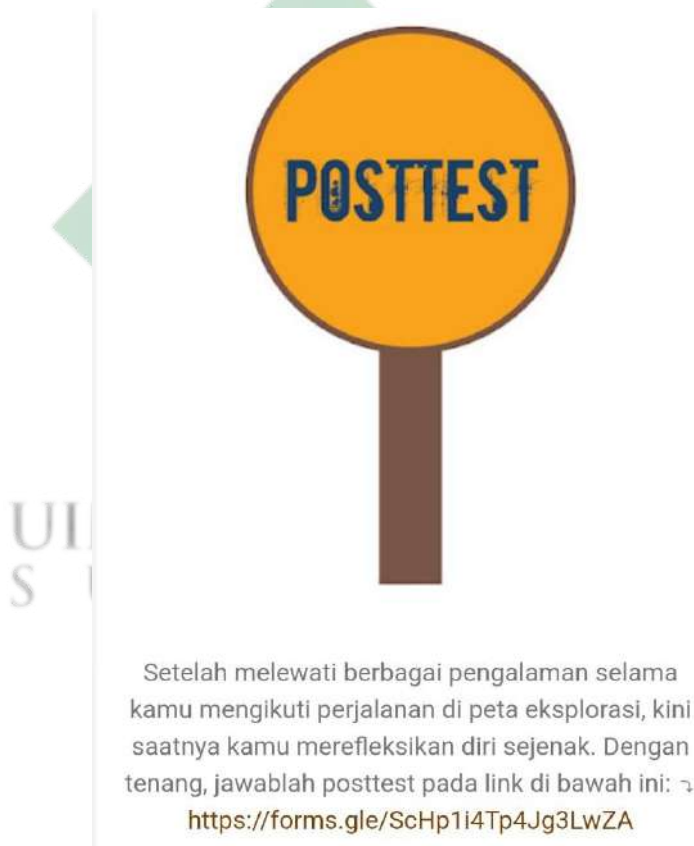 POSTTEST
UI
S
Setelah melewati berbagai pengalaman selama
kamu mengikuti perjalanan di peta eksplorasi, kini
saatnya kamu merefleksikan diri sejenak. Dengan
tenang, jawablah posttest pada link di bawah ini: ⤵
https://forms.gle/ScHp1i4Tp4Jg3LwZA